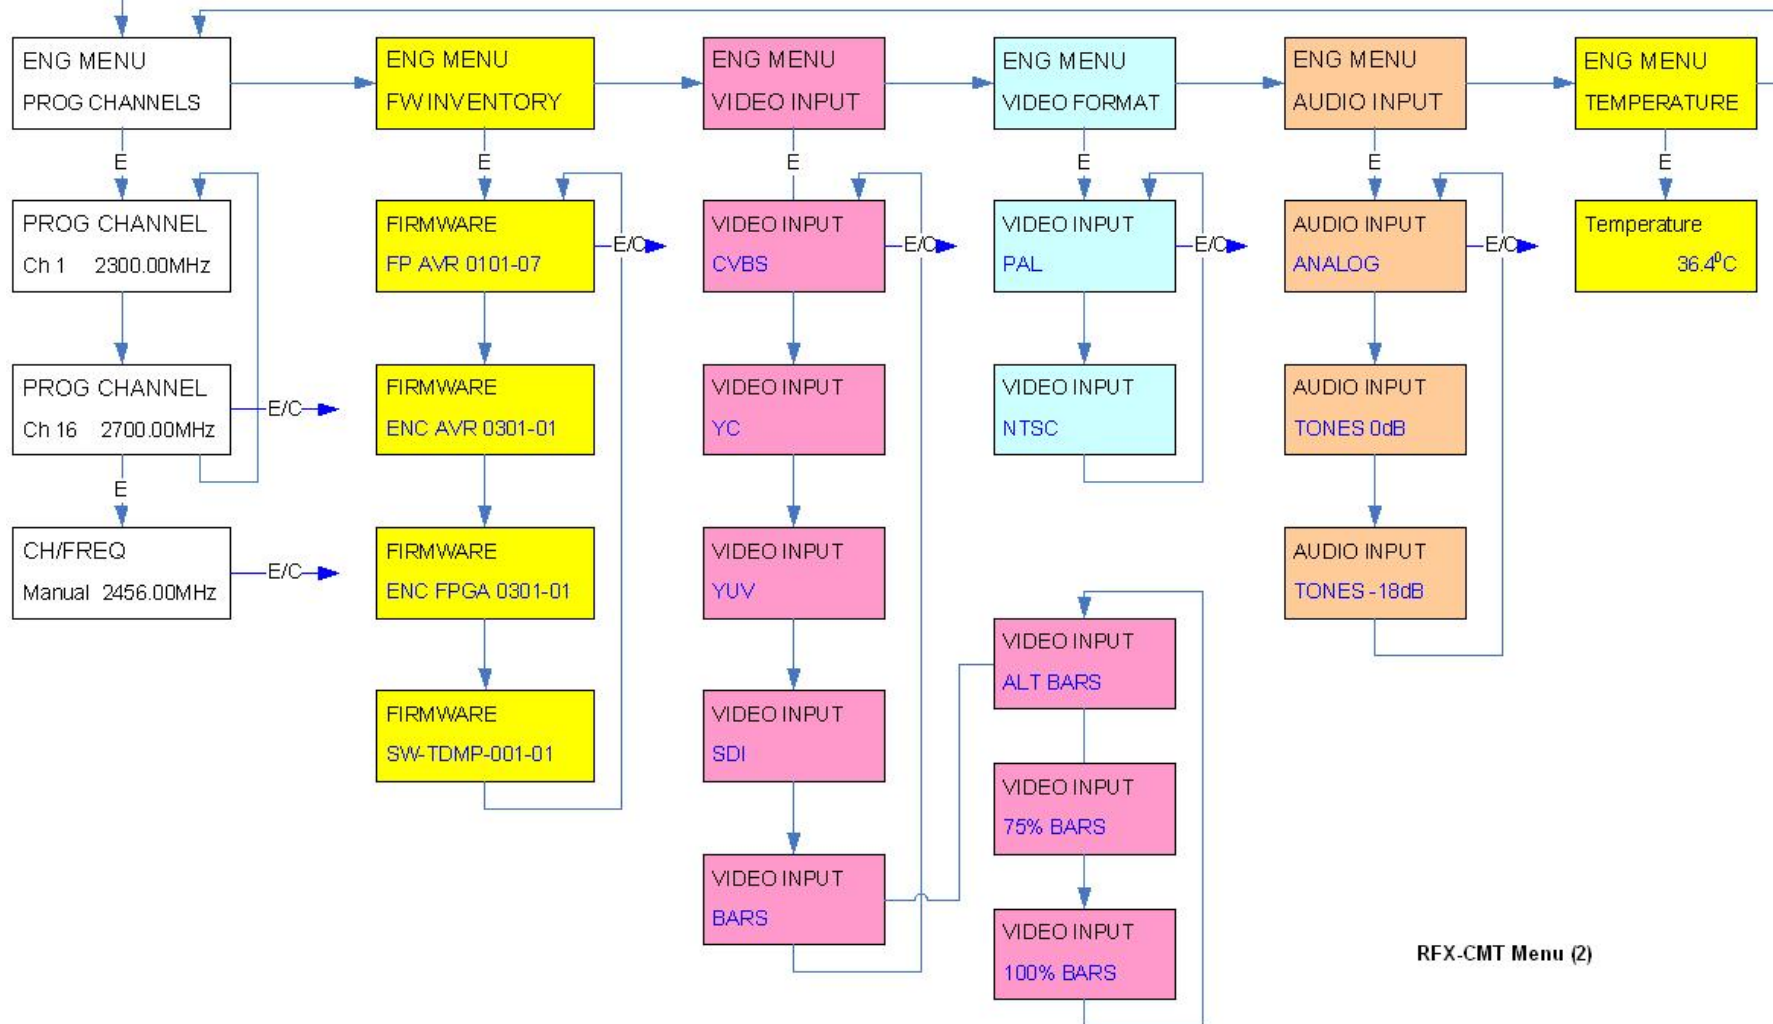 ENG MENU
PROG CHANNELS
ENG MENU
FW INVENTORY
ENG MENU
VIDEO INPUT
ENG MENU
VIDEO FORMAT
ENG MENU
AUDIO INPUT
ENG MENU
TEMPERATURE
E
E
E
E
E
E
PROG CHANNEL
Ch 1 2300.00MHz
FIRMWARE
FP AVR 0101-07
E/C
VIDEO INPUT
CVBS
E/C
VIDEO INPUT
PAL
E/C
AUDIO INPUT
ANALOG
E/C
Temperature
36.4⁰C
PROG CHANNEL
Ch 16 2700.00MHz
E/C
FIRMWARE
ENC AVR 0301-01
VIDEO INPUT
YC
VIDEO INPUT
NTSC
AUDIO INPUT
TONES 0dB
E
CH/FREQ
Manual 2456.00MHz
E/C
FIRMWARE
ENC FPGA 0301-01
VIDEO INPUT
YUV
AUDIO INPUT
TONES -18dB
VIDEO INPUT
ALT BARS
FIRMWARE
SW-TDMP-001-01
VIDEO INPUT
SDI
VIDEO INPUT
75% BARS
VIDEO INPUT
BARS
VIDEO INPUT
100% BARS
RFX-CMT Menu (2)